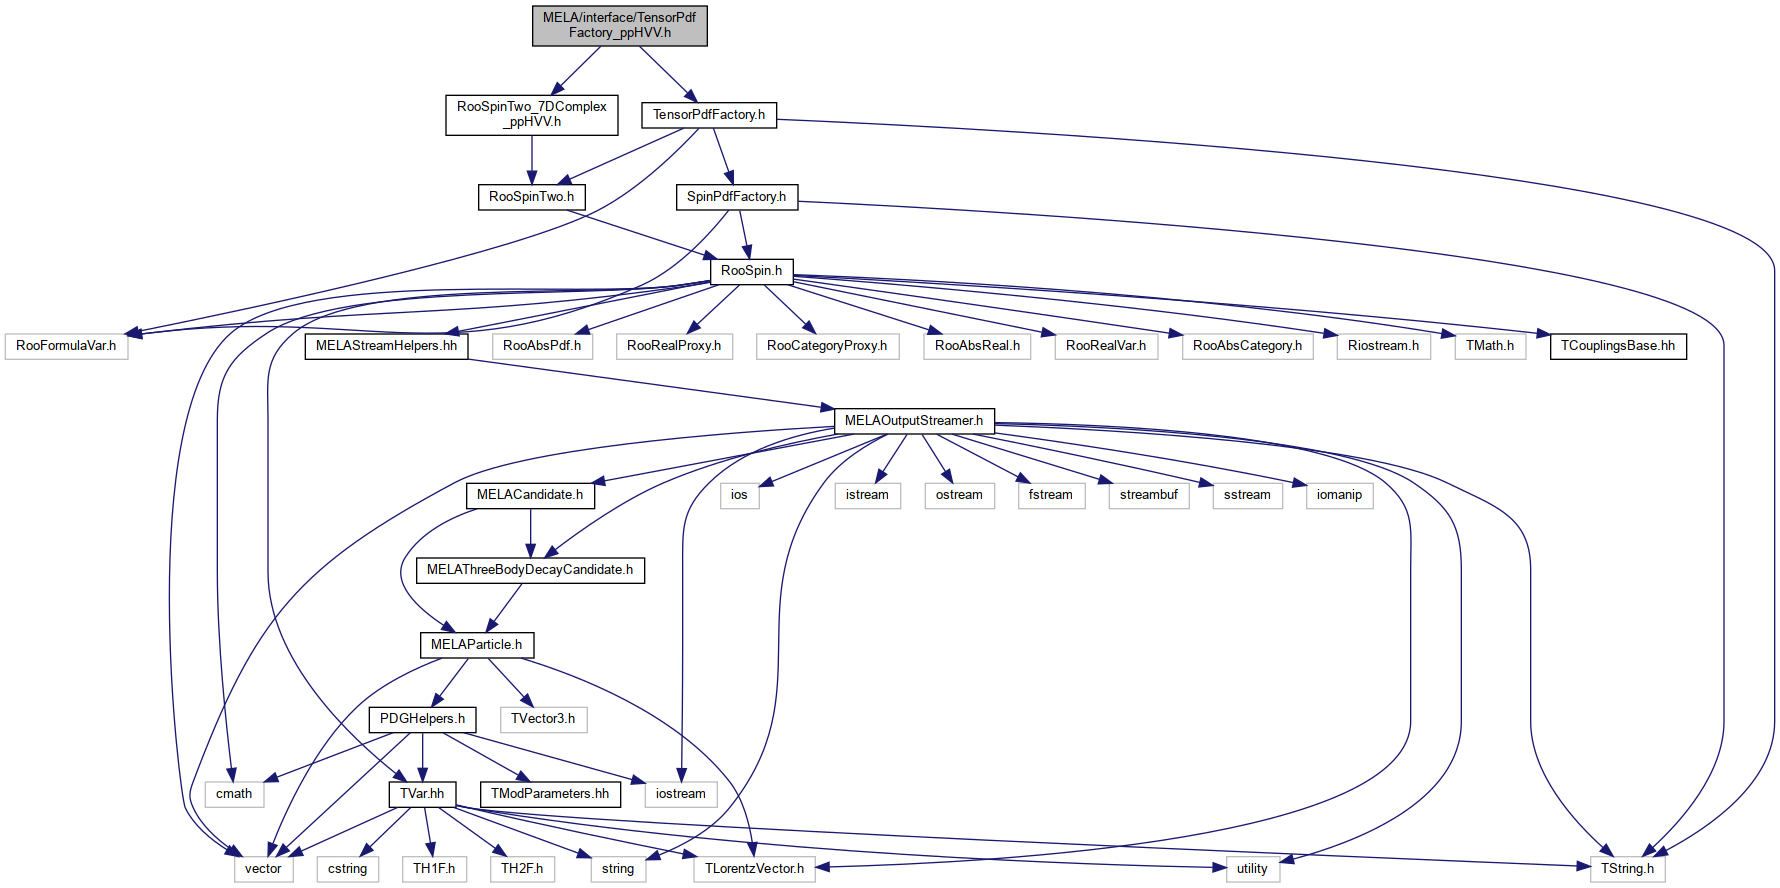 MELA/interface/TensorPdf
Factory_ppHVV.h
RooSpinTwo_7DComplex
_ppHVV.h
TensorPdfFactory.h
RooSpinTwo.h
SpinPdfFactory.h
RooSpin.h
RooFormulaVar.h
MELAStreamHelpers.hh
RooAbsPdf.h
RooRealProxy.h
RooCategoryProxy.h
RooAbsReal.h
RooRealVar.h
RooAbsCategory.h
Riostream.h
TMath.h
TCouplingsBase.hh
MELAOutputStreamer.h
MELACandidate.h
ios
istream
ostream
fstream
streambuf
sstream
iomanip
MELAThreeBodyDecayCandidate.h
MELAParticle.h
PDGHelpers.h
TVector3.h
cmath
TVar.hh
TModParameters.hh
iostream
vector
cstring
TH1F.h
TH2F.h
string
TLorentzVector.h
utility
TString.h